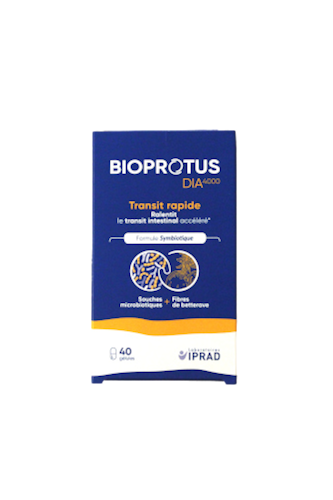 BIOPROTUS
DIA4000
Transit rapide
Ralentit
le transit intestinal accéléré*
Formule Symbiotique
Souches
microbiotiques
+
Fibres
de betterave
40
gélules
Laboratoires
IPRAD